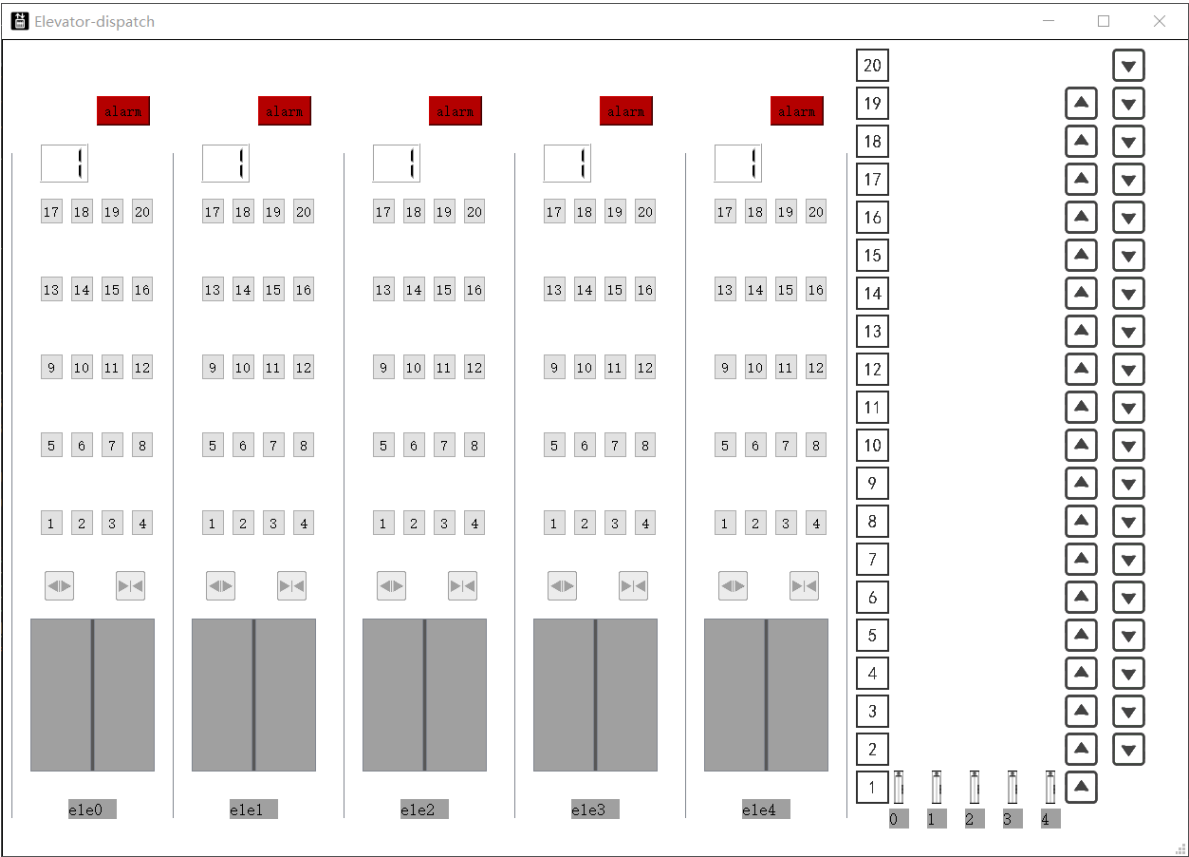 Elevator-dispatch
alarm alarm alarm alarm alarm
1 1 1 1 1
17 18 19 20 17 18 19 20 17 18 19 20 17 18 19 20 17 18 19 20
13 14 15 16 13 14 15 16 13 14 15 16 13 14 15 16 13 14 15 16
9 10 11 12 9 10 11 12 9 10 11 12 9 10 11 12 9 10 11 12
5 6 7 8 5 6 7 8 5 6 7 8 5 6 7 8 5 6 7 8
1 2 3 4 1 2 3 4 1 2 3 4 1 2 3 4 1 2 3 4
ele0 ele1 ele2 ele3 ele4
20
19
18
17
16
15
14
13
12
11
10
9
8
7
6
5
4
3
2
1
0 1 2 3 4